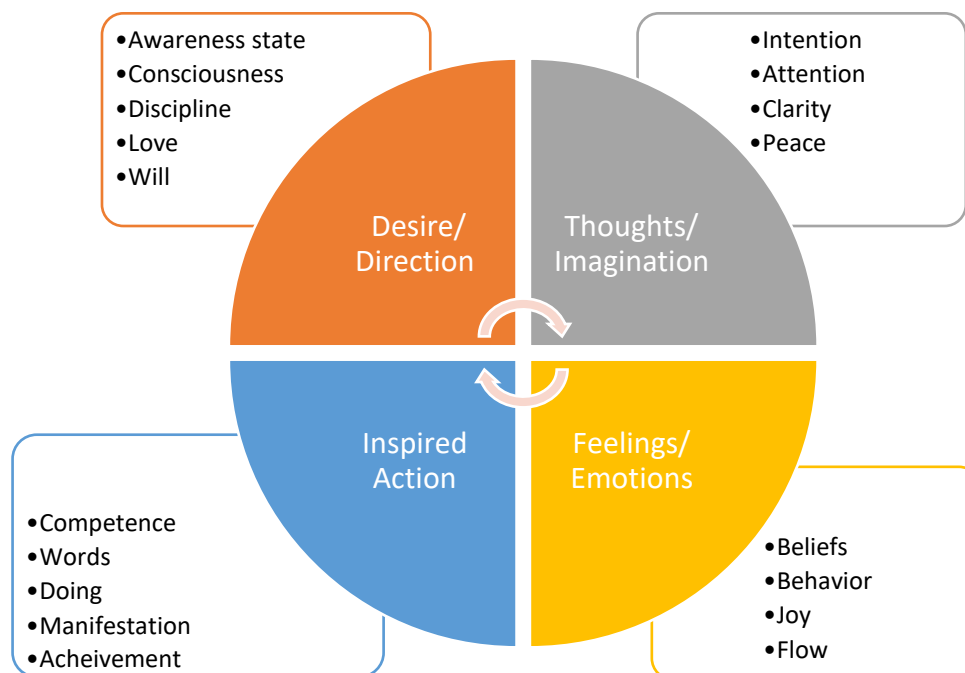 •Awareness state
•Consciousness
•Discipline
•Love
•Will
•Intention
•Attention
•Clarity
•Peace
Desire/
Direction
Thoughts/
Imagination
Inspired
Action
Feelings/
Emotions
•Competence
•Words
•Doing
•Manifestation
•Acheivement
•Beliefs
•Behavior
•Joy
•Flow